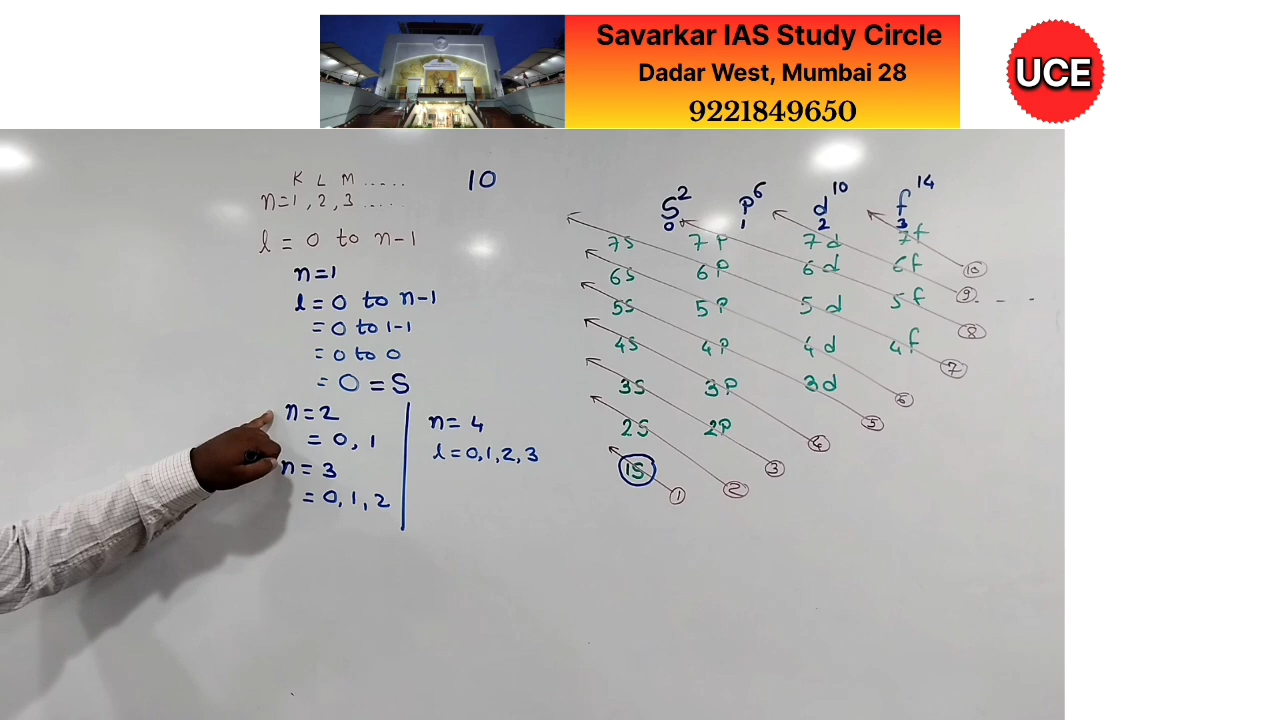 Savarkar IAS Study Circle
Dadar West, Mumbai 28
9221849650
UCE
K L M .....
n=1, 2, 3 .....
l = 0 to n-1
n=1
l = 0 to n-1
= 0 to 1-1
= 0 to 0
= 0 = S
n=2
= 0, 1
n = 3
= 0, 1, 2
n= 4
l = 0,1,2,3
10
S² p⁶ d¹⁰ f¹⁴
0 1 2 3
7S 7P 7d 7f
6S 6P 6d 6f
5S 5P 5d 5f
4S 4P 4d 4f
3S 3P 3d
2S 2P
1S
① ② ③ ④ ⑤ ⑥ ⑦ ⑧ ⑨ - - - ⑩